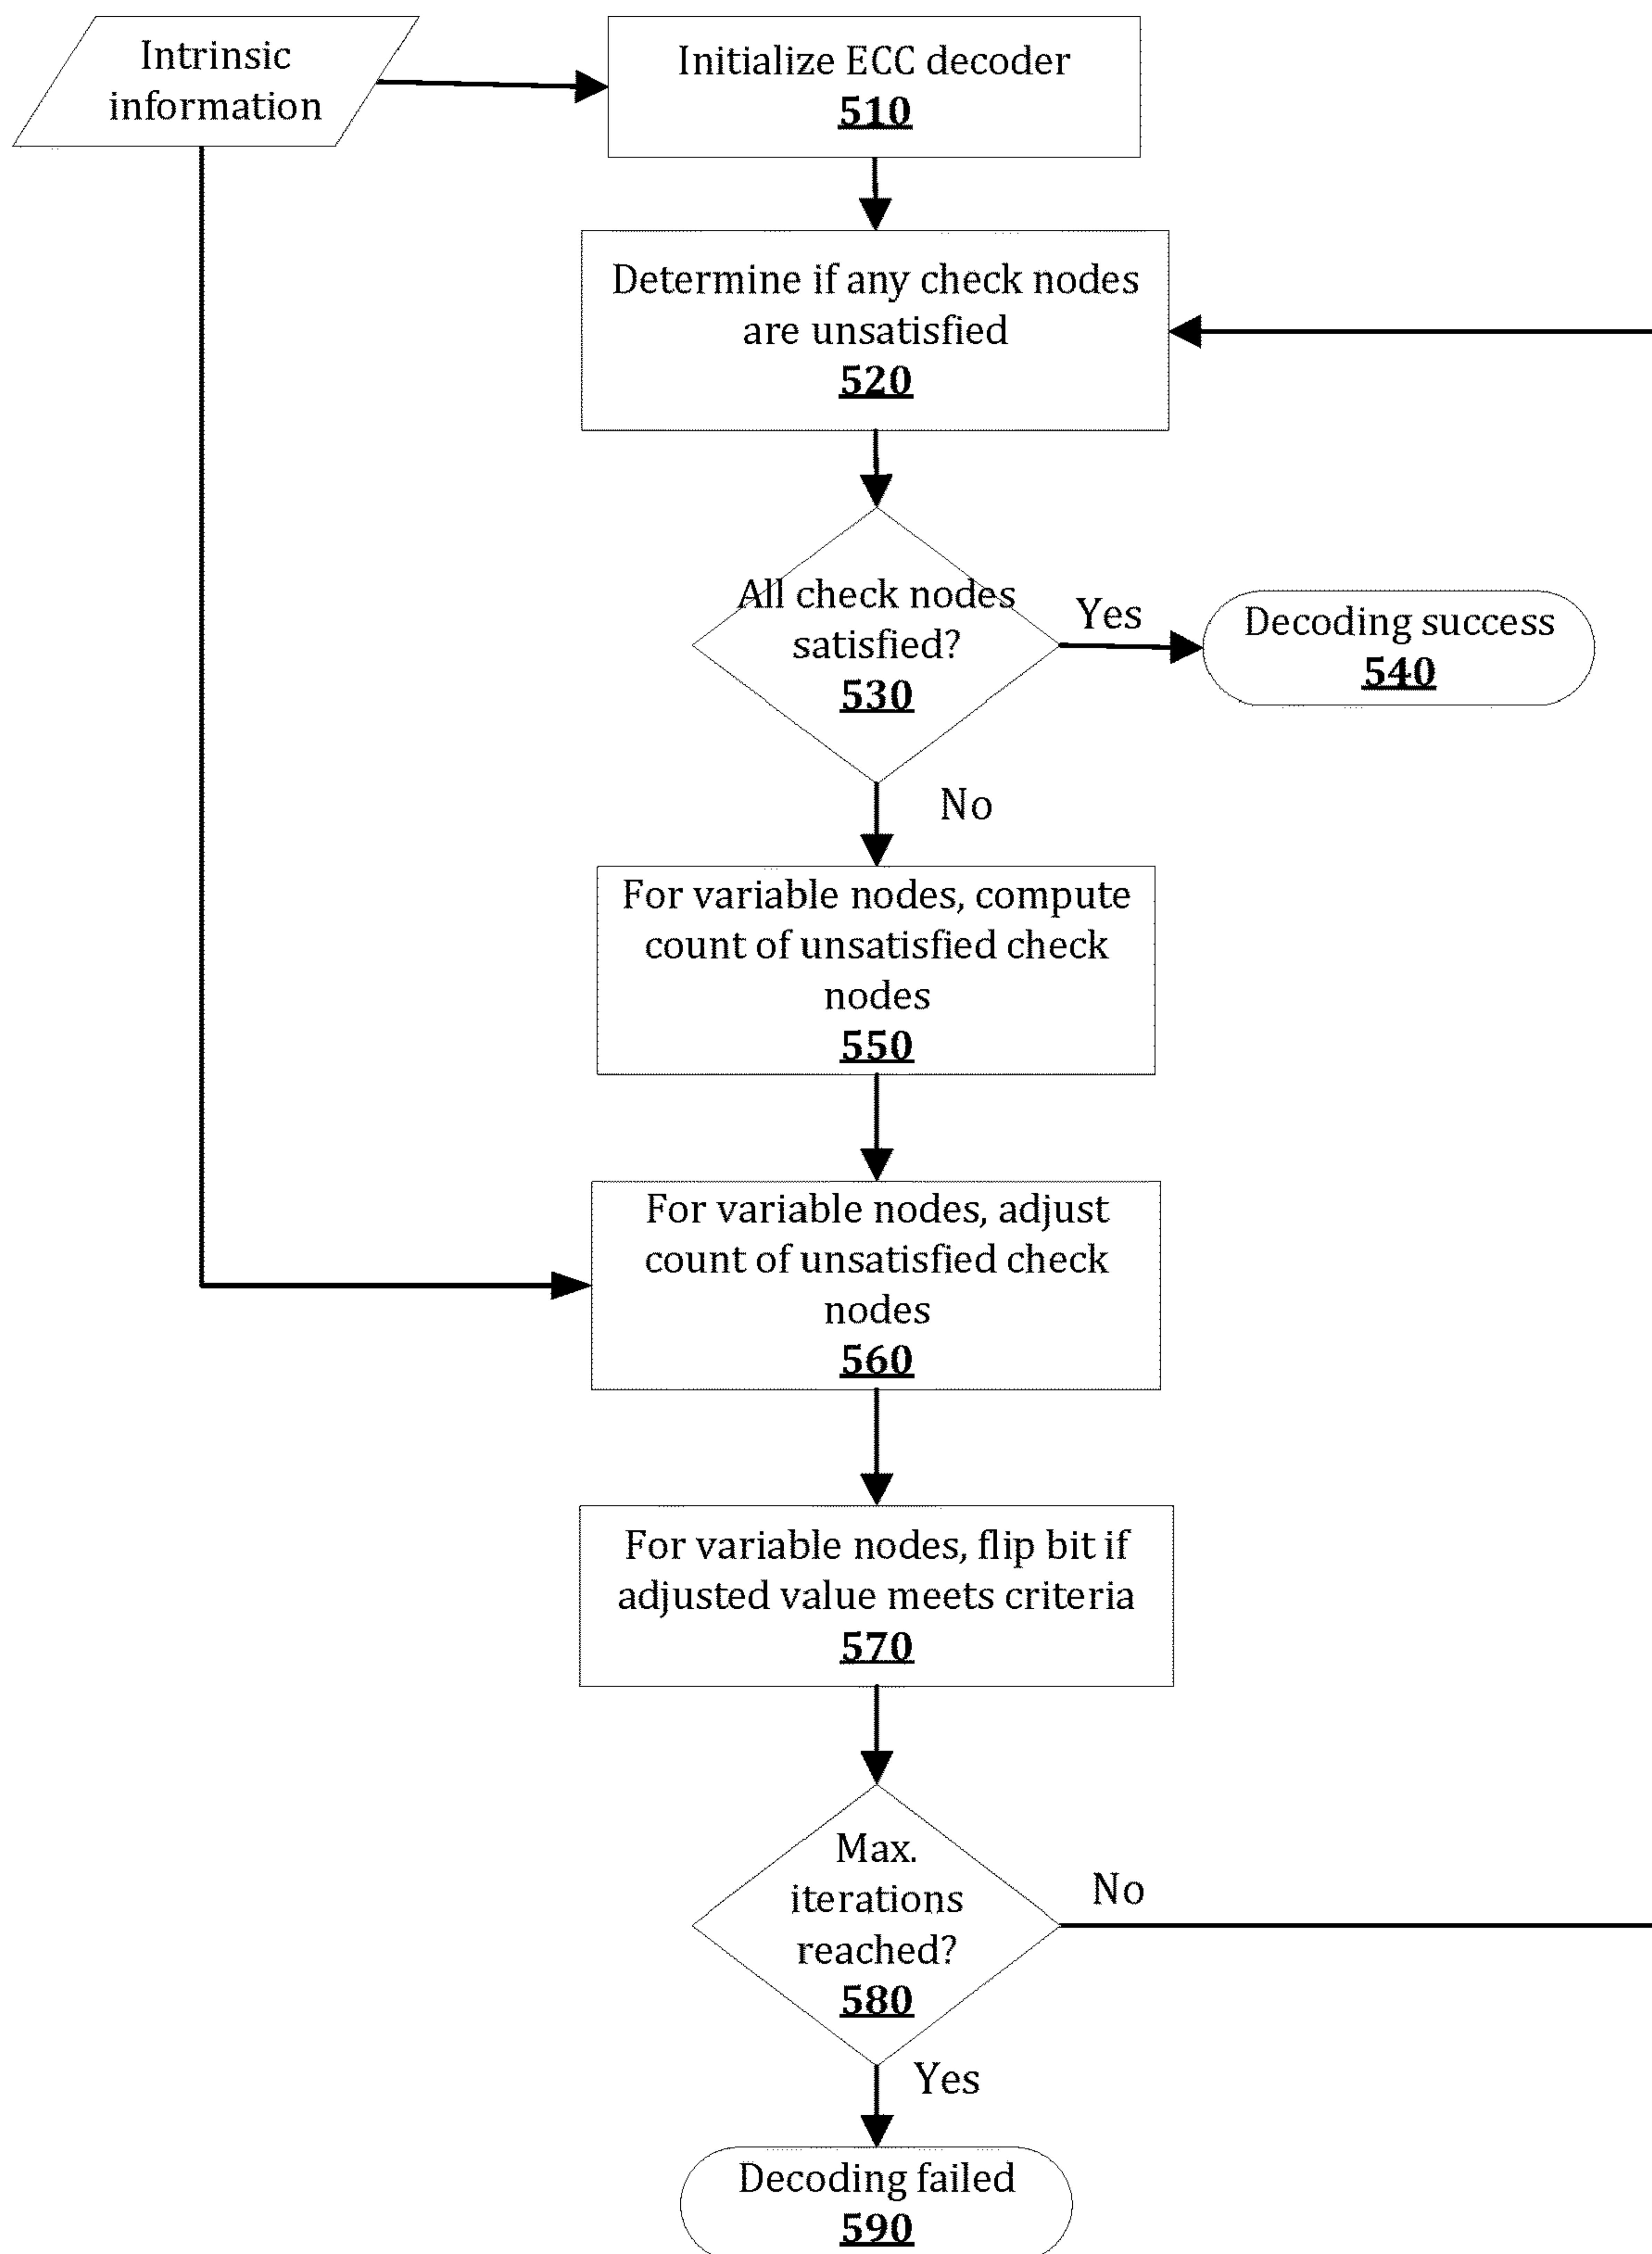 Intrinsic
information
Initialize ECC decoder
510
Determine if any check nodes
are unsatisfied
520
All check nodes
satisfied?
530
Yes
Decoding success
540
No
For variable nodes, compute
count of unsatisfied check
nodes
550
For variable nodes, adjust
count of unsatisfied check
nodes
560
For variable nodes, flip bit if
adjusted value meets criteria
570
Max.
iterations
reached?
580
No
Yes
Decoding failed
590